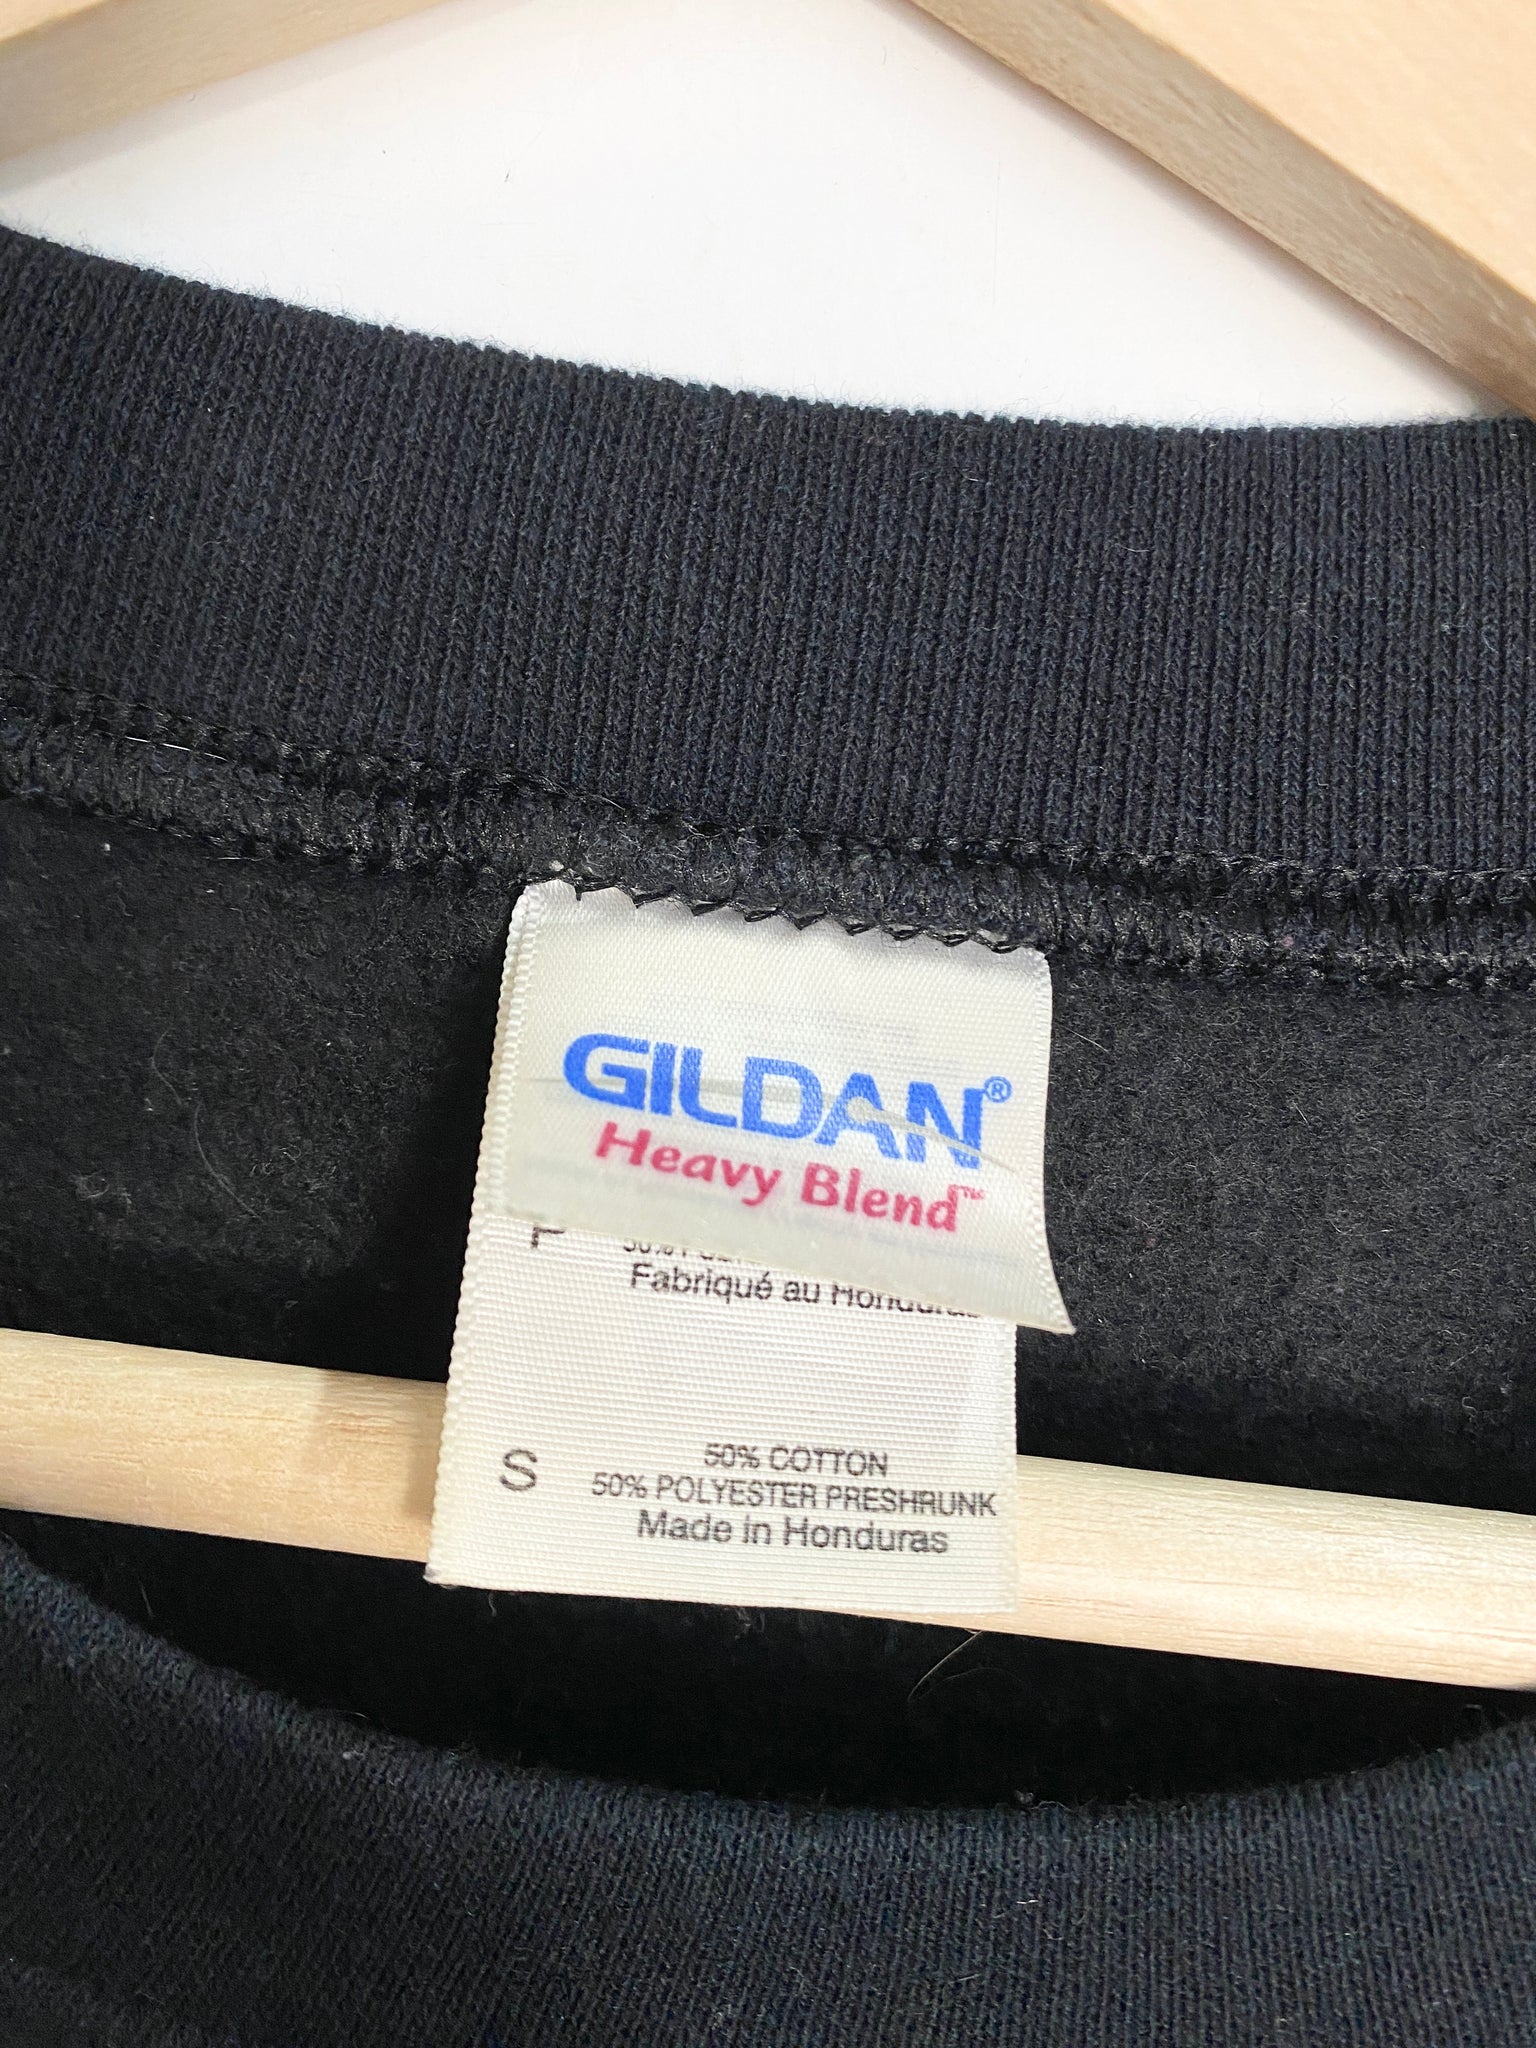 GILDAN®
Heavy Blend™
P
Fabriqué au Honduras
S
50% COTTON
50% POLYESTER PRESHRUNK
Made in Honduras